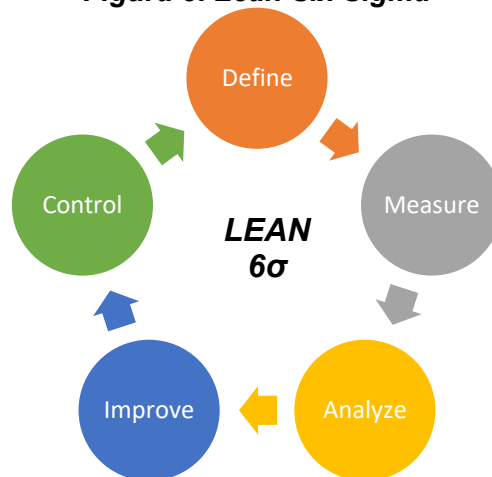 Define
Measure
Control
LEAN
6σ
Improve
Analyze